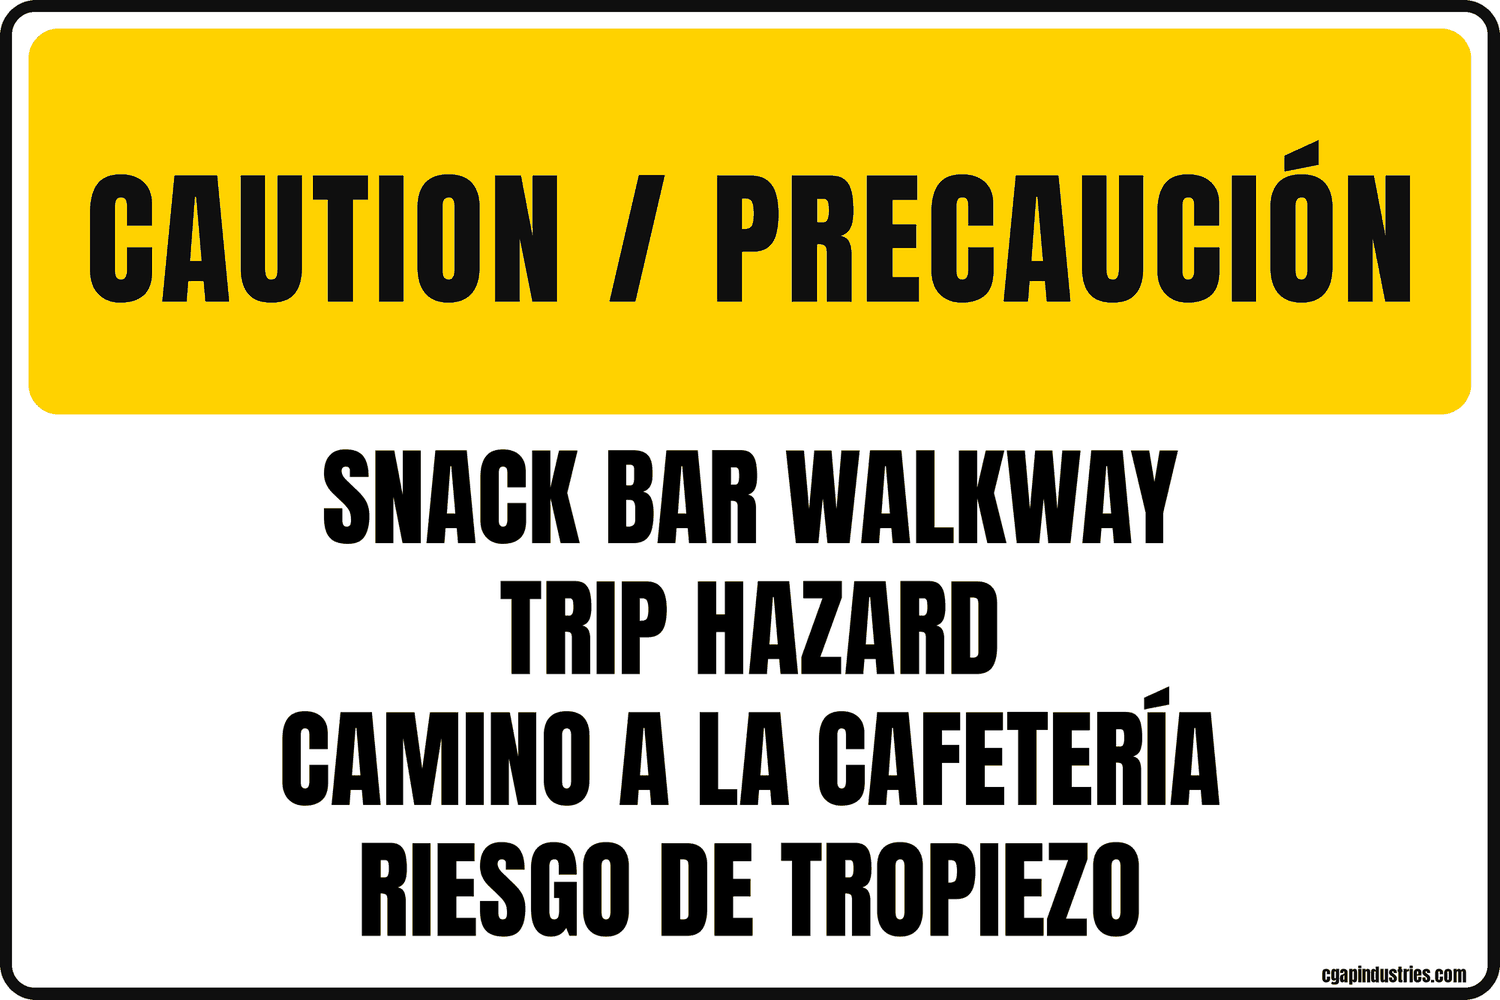 CAUTION / PRECAUCIÓN
SNACK BAR WALKWAY
TRIP HAZARD
CAMINO A LA CAFETERÍA
RIESGO DE TROPIEZO
cgapindustries.com